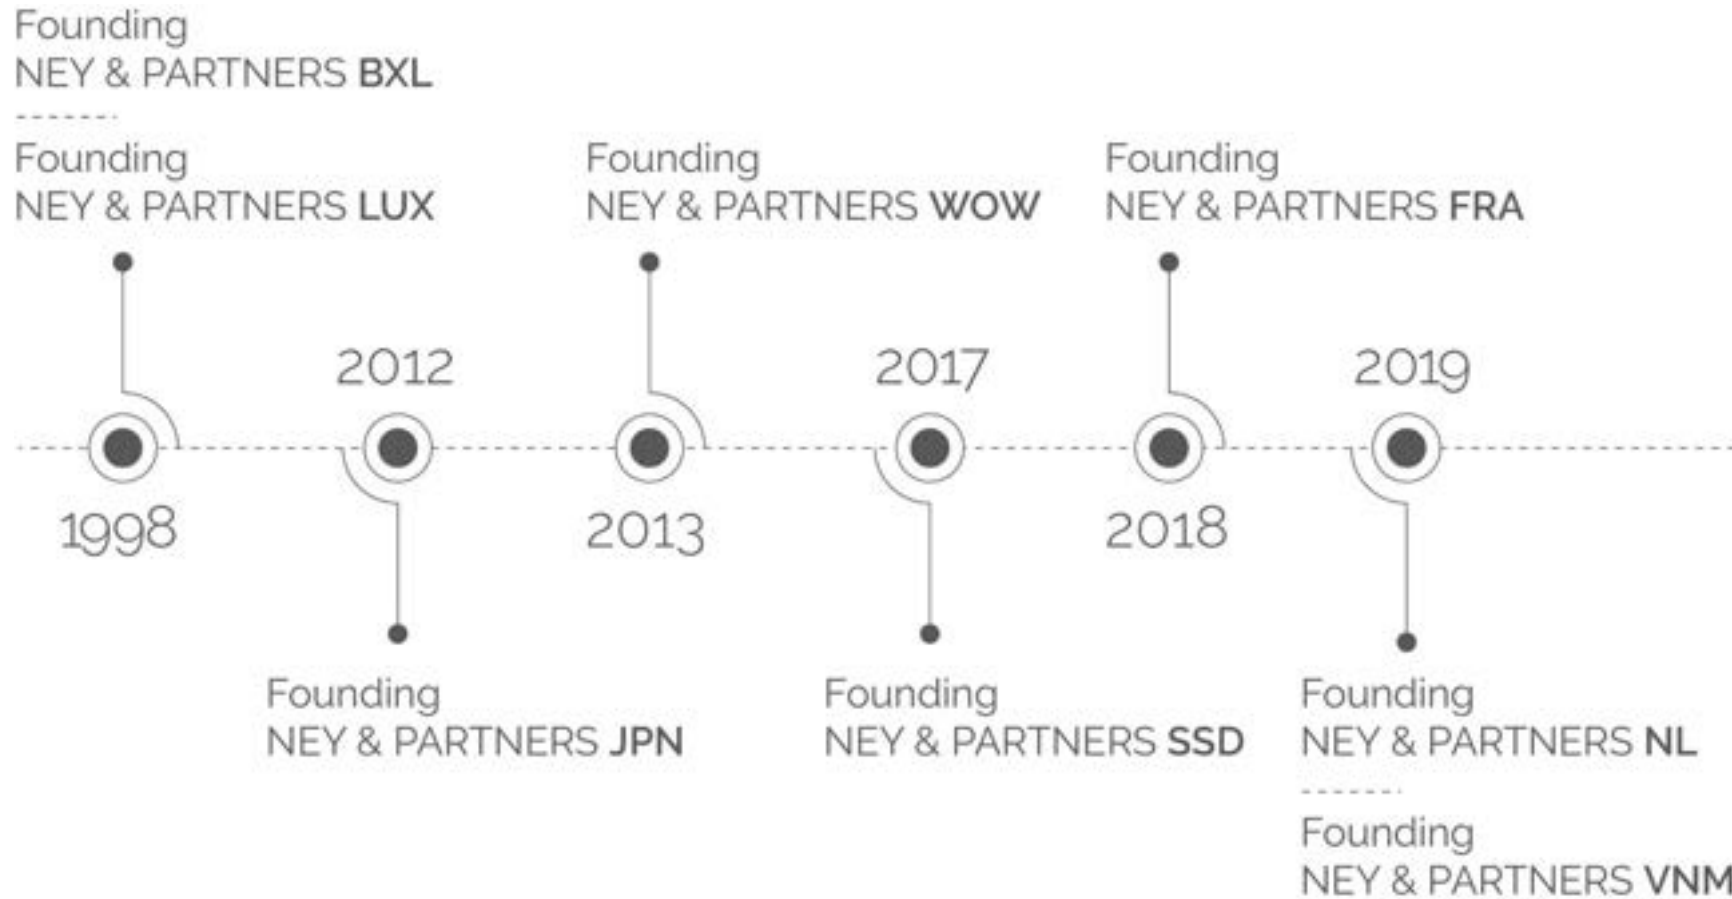 Founding
NEY & PARTNERS BXL
Founding
NEY & PARTNERS LUX
1998
2012
Founding
NEY & PARTNERS JPN
Founding
NEY & PARTNERS WOW
2013
2017
Founding
NEY & PARTNERS SSD
Founding
NEY & PARTNERS FRA
2018
2019
Founding
NEY & PARTNERS NL
Founding
NEY & PARTNERS VNM